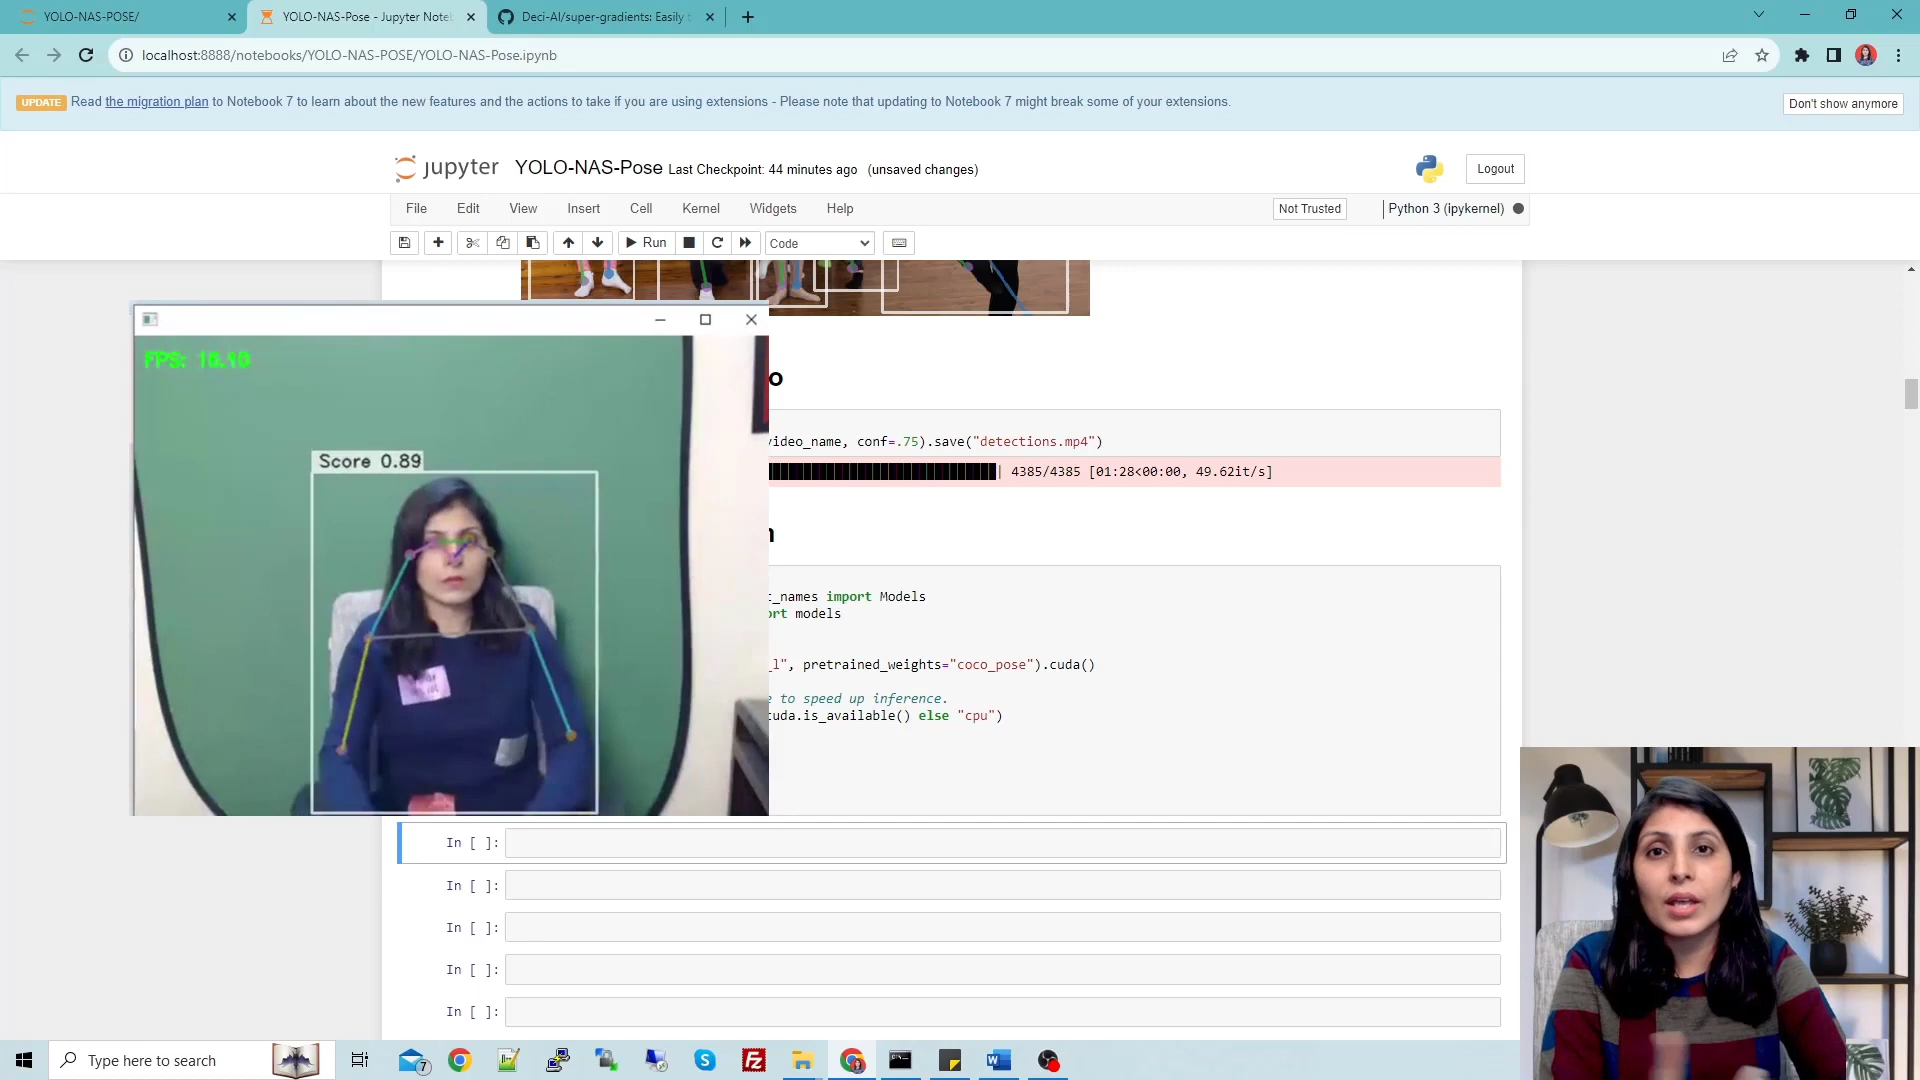 YOLO-NAS-POSE/
YOLO-NAS-Pose - Jupyter Note
Deci-AI/super-gradients: Easily
localhost:8888/notebooks/YOLO-NAS-POSE/YOLO-NAS-Pose.ipynb
UPDATE Read the migration plan to Notebook 7 to learn about the new features and the actions to take if you are using extensions - Please note that updating to Notebook 7 might break some of your extensions.
Don't show anymore
jupyter YOLO-NAS-Pose Last Checkpoint: 44 minutes ago (unsaved changes)
Logout
File Edit View Insert Cell Kernel Widgets Help
Not Trusted
Python 3 (ipykernel)
Run
Code
Score 0.89
o
video_name, conf=.75).save("detections.mp4")
| 4385/4385 [01:28<00:00, 49.62it/s]
t_names import Models
ort models
_l", pretrained_weights="coco_pose").cuda()
e to speed up inference.
cuda.is_available() else "cpu")
In [ ]:
In [ ]:
In [ ]:
In [ ]:
In [ ]:
Type here to search
7